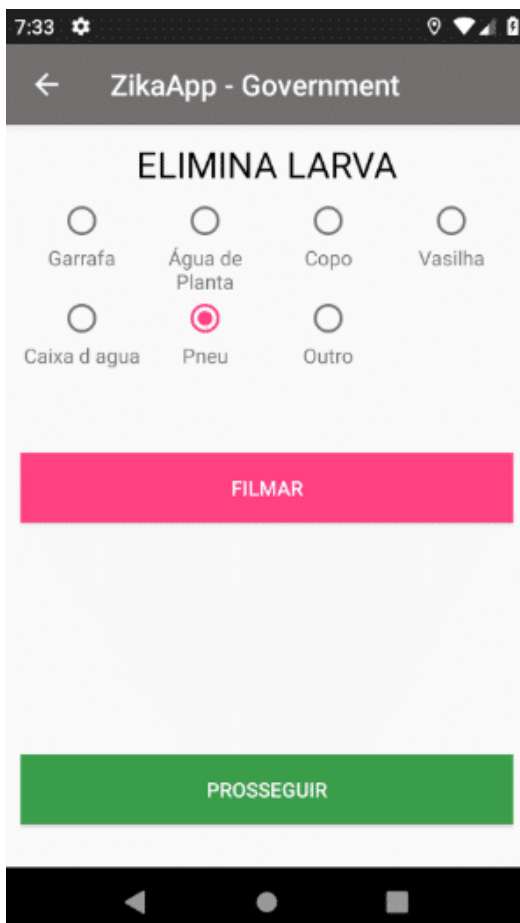 7:33
ZikaApp - Government
ELIMINA LARVA
Garrafa
Água de
Planta
Copo
Vasilha
Caixa d agua
Pneu
Outro
FILMAR
PROSSEGUIR